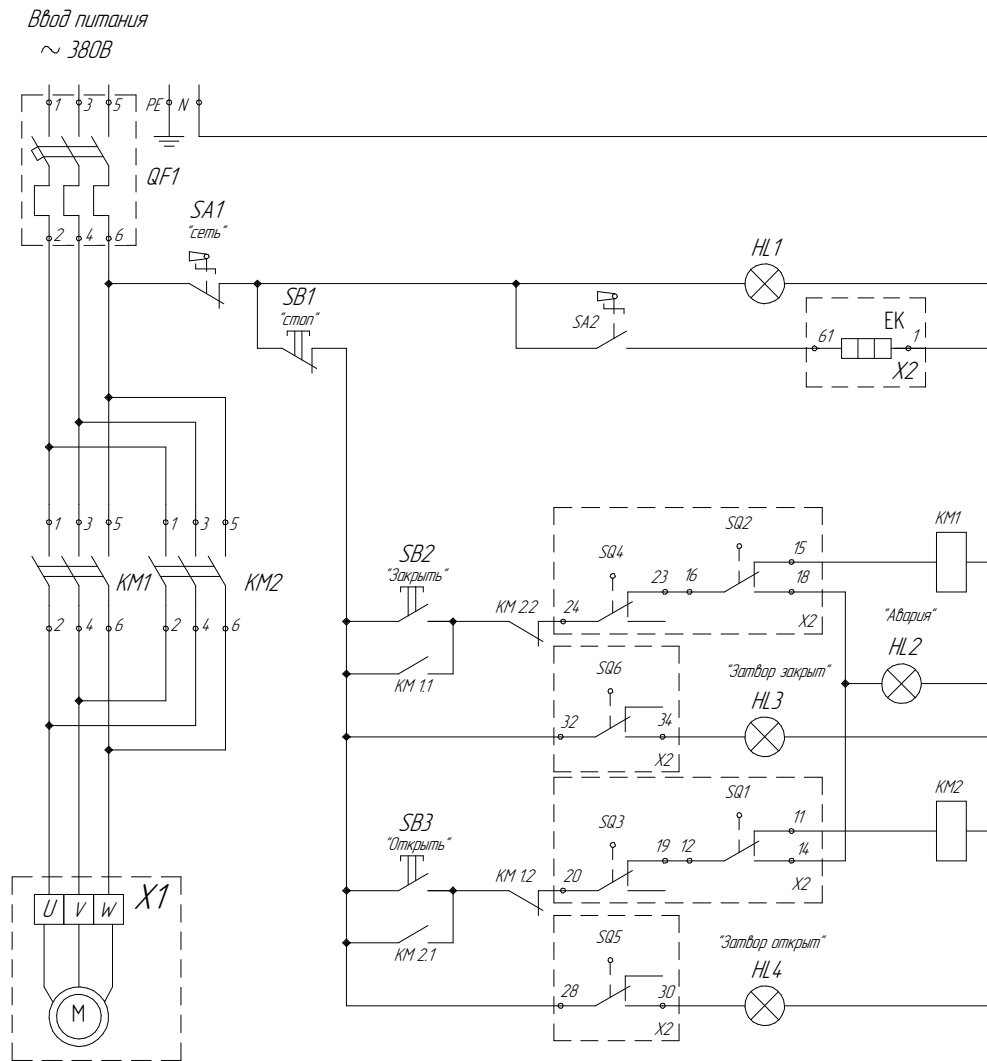 Ввод питания
~ 380В
1 3 5 PE N
QF1
2 4 6
SA1
"сеть"
SB1
"стоп"
HL1
SA2
61 EK 1
X2
1 3 5 1 3 5
KM1 KM2
2 4 6 2 4 6
SB2
"Закрыть"
KM 2.2
KM 1.1
24 SQ4 23 16 SQ2 15
18
X2
KM1
"Авария"
HL2
SQ6
32 34
X2
"Затвор закрыт"
HL3
SB3
"Открыть"
KM 1.2
KM 2.1
20 SQ3 19 12 SQ1 11
14
X2
KM2
SQ5
28 30
X2
"Затвор открыт"
HL4
X1
U V W
M